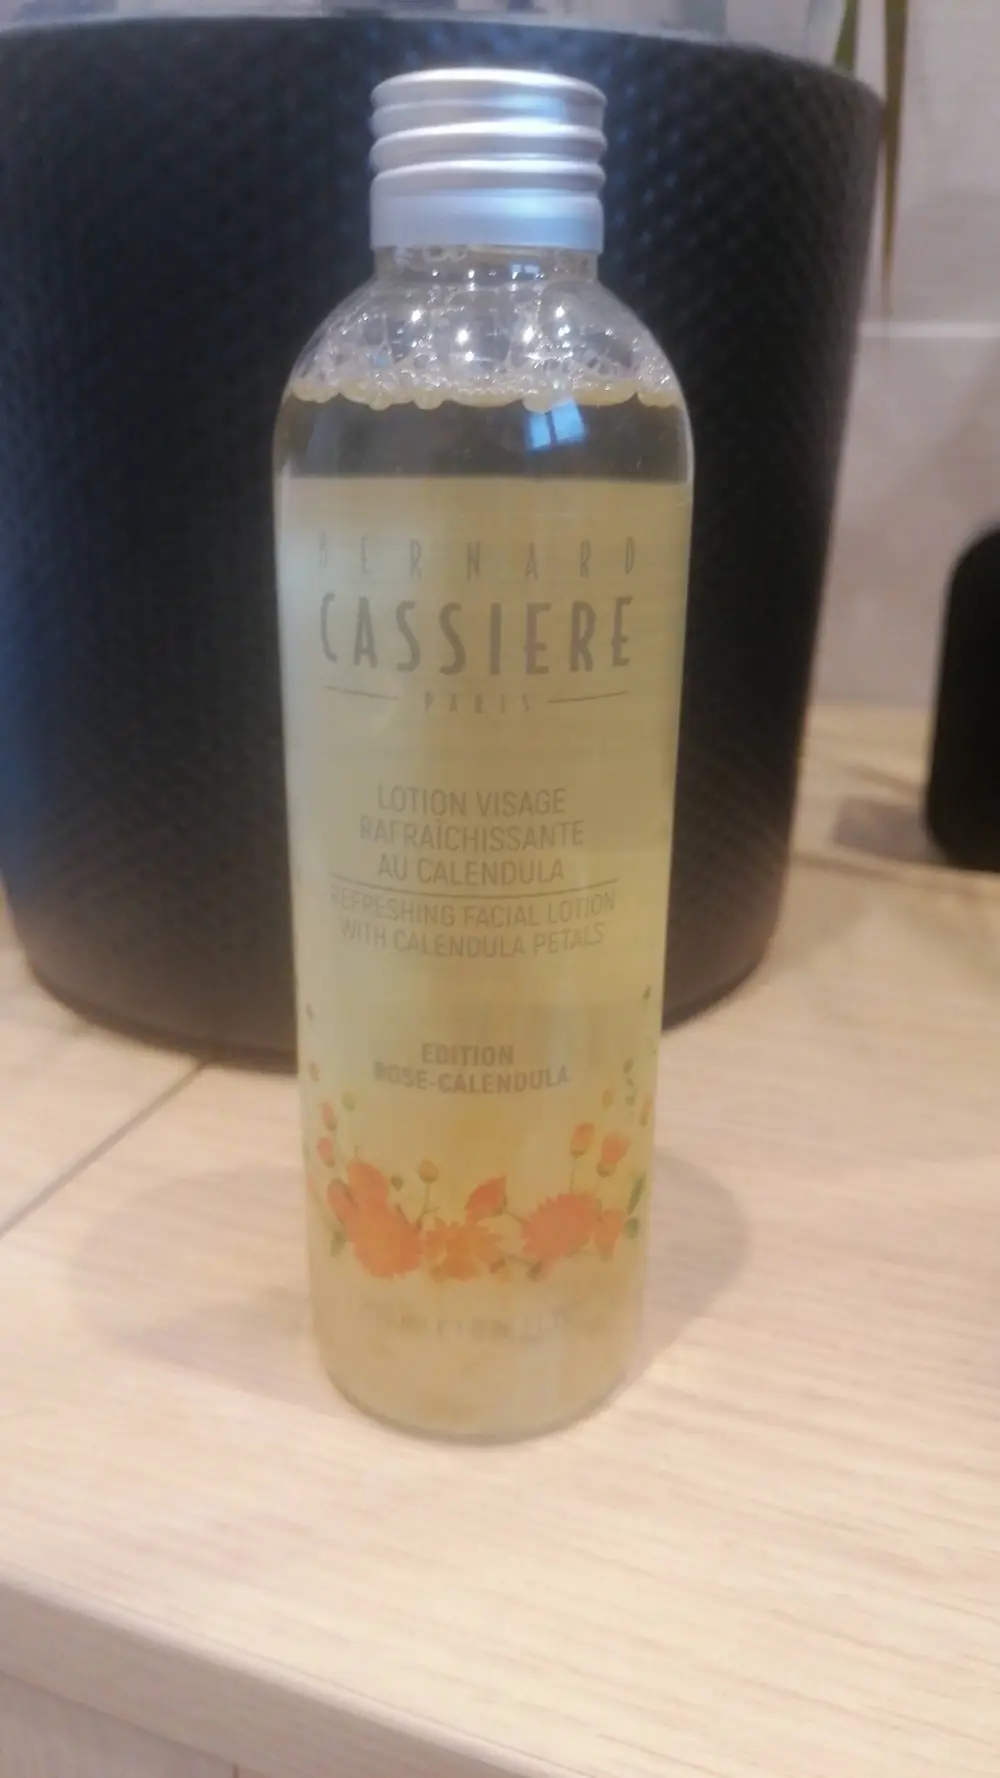 BERNARD
CASSIERE
PARIS
LOTION VISAGE
RAFRAÎCHISSANTE
AU CALENDULA
REFRESHING FACIAL LOTION
WITH CALENDULA PETALS
EDITION
ROSE-CALENDULA